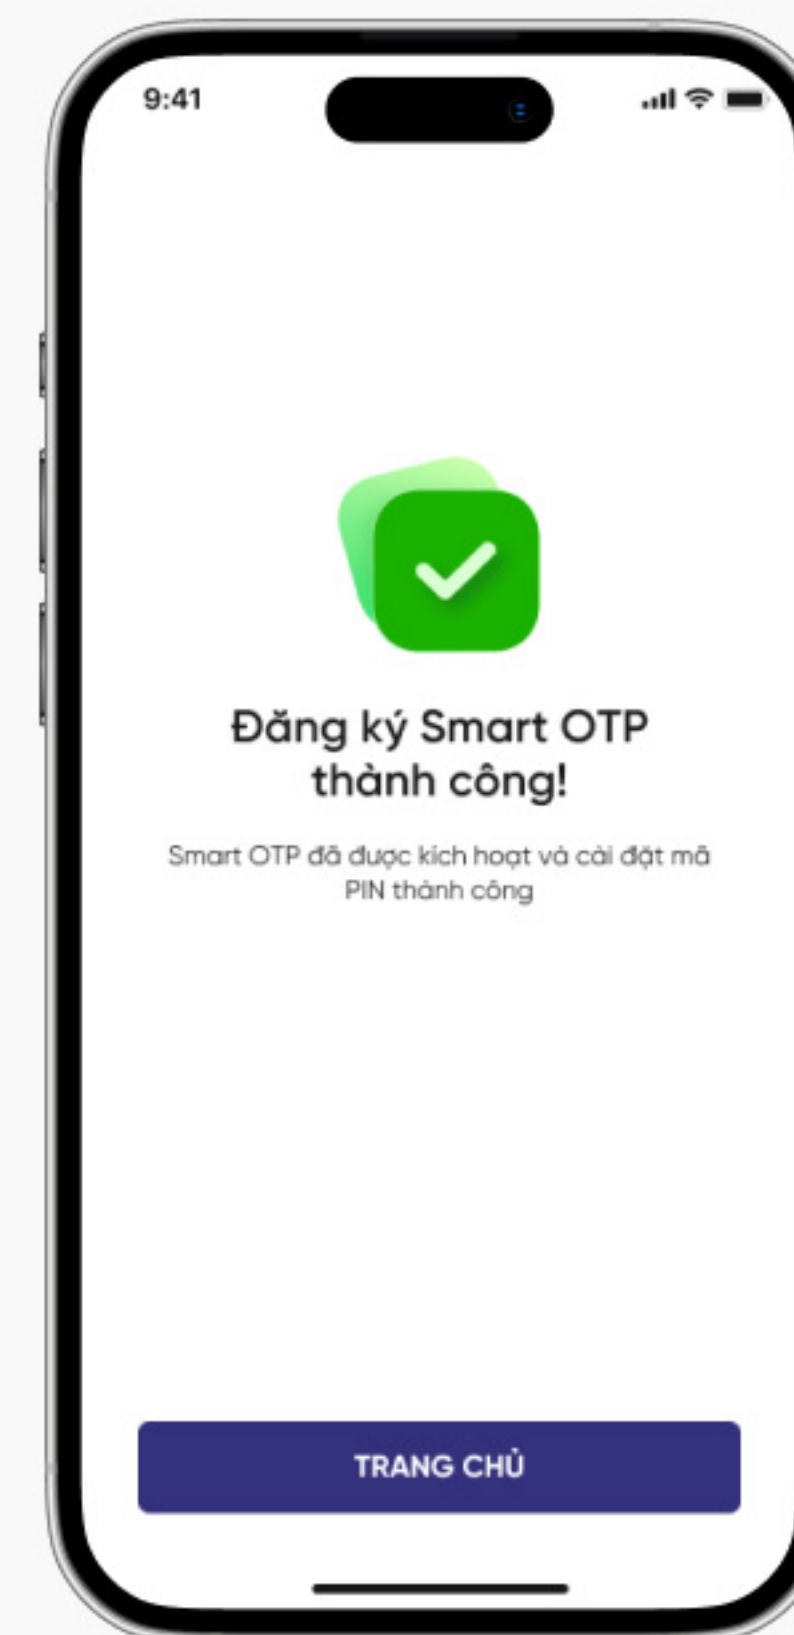 9:41
Đăng ký Smart OTP
thành công!
Smart OTP đã được kích hoạt và cài đặt mã
PIN thành công
TRANG CHỦ